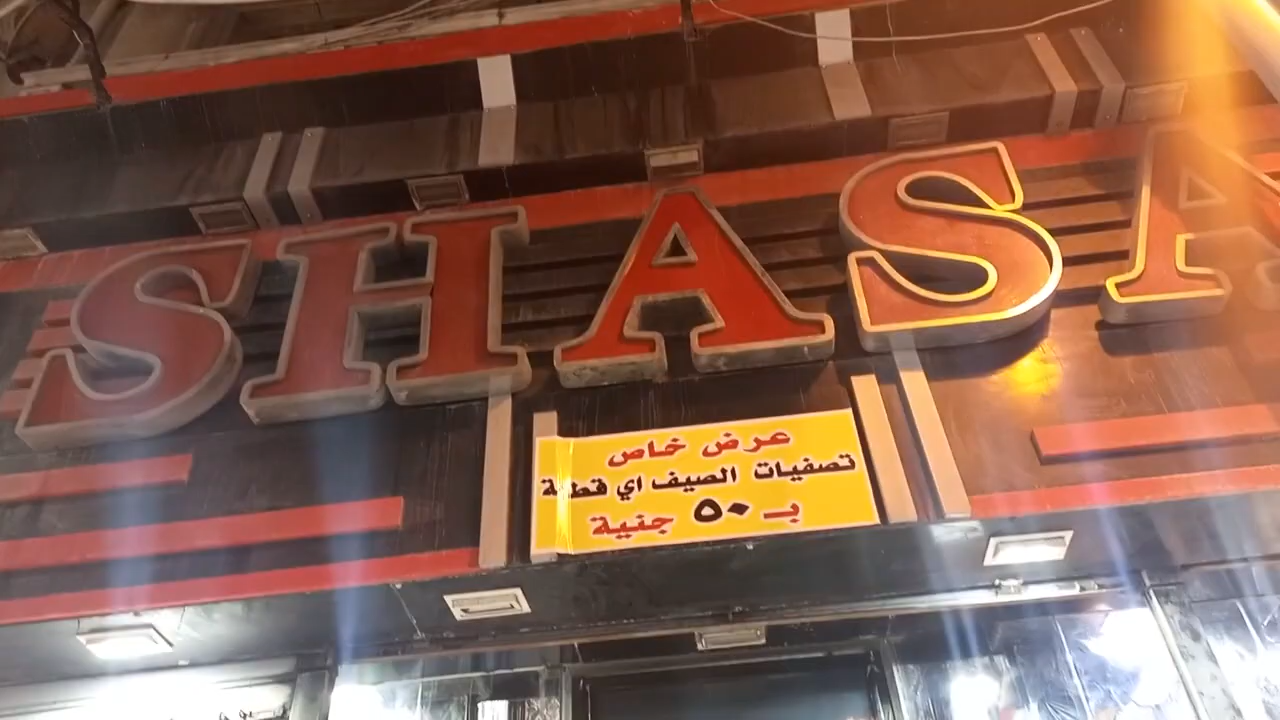 SHASA
عرض خاص
تصفيات الصيف اي قطعة
بـ ٥٠ جنية